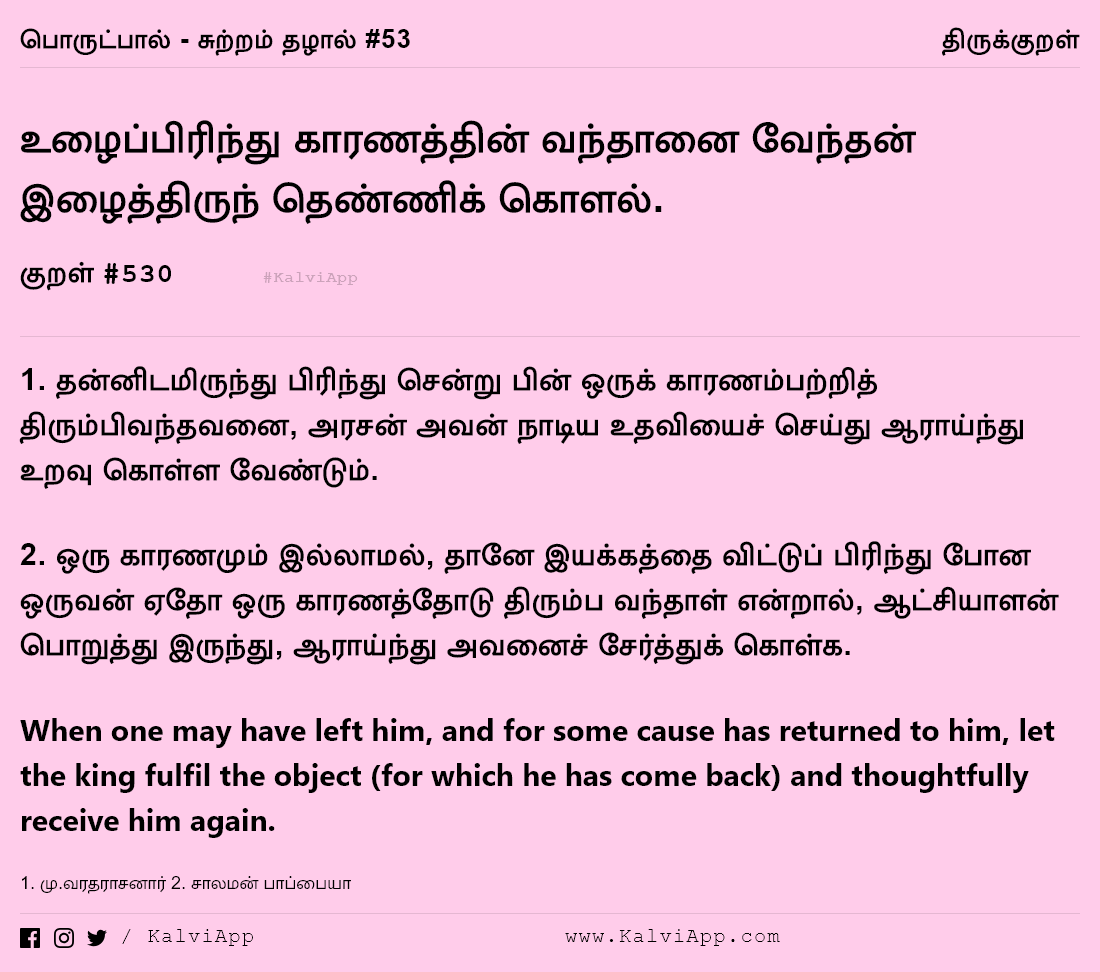 பொருட்பால் - சுற்றம் தழால் #53 திருக்குறள்
உழைப்பிரிந்து காரணத்தின் வந்தானை வேந்தன்
இழைத்திருந் தெண்ணிக் கொளல்.
குறள் #530 #KalviApp
1. தன்னிடமிருந்து பிரிந்து சென்று பின் ஒருக் காரணம்பற்றித்
திரும்பிவந்தவனை, அரசன் அவன் நாடிய உதவியைச் செய்து ஆராய்ந்து
உறவு கொள்ள வேண்டும்.
2. ஒரு காரணமும் இல்லாமல், தானே இயக்கத்தை விட்டுப் பிரிந்து போன
ஒருவன் ஏதோ ஒரு காரணத்தோடு திரும்ப வந்தாள் என்றால், ஆட்சியாளன்
பொறுத்து இருந்து, ஆராய்ந்து அவனைச் சேர்த்துக் கொள்க.
When one may have left him, and for some cause has returned to him, let
the king fulfil the object (for which he has come back) and thoughtfully
receive him again.
1. மு.வரதராசனார் 2. சாலமன் பாப்பையா
/ KalviApp www.KalviApp.com